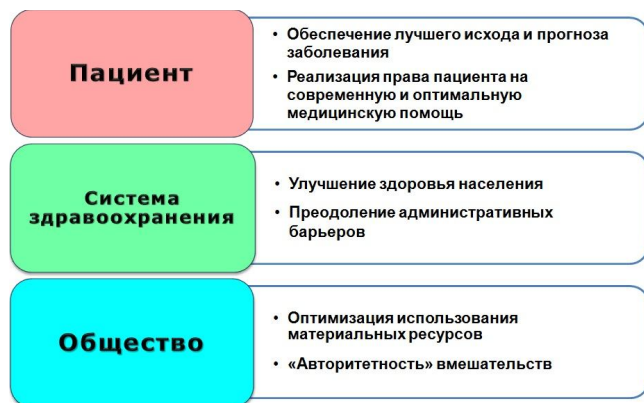 Пациент
• Обеспечение лучшего исхода и прогноза
заболевания
• Реализация права пациента на
современную и оптимальную
медицинскую помощь
Система
здравоохранения
• Улучшение здоровья населения
• Преодоление административных
барьеров
Общество
• Оптимизация использования
материальных ресурсов
• «Авторитетность» вмешательств